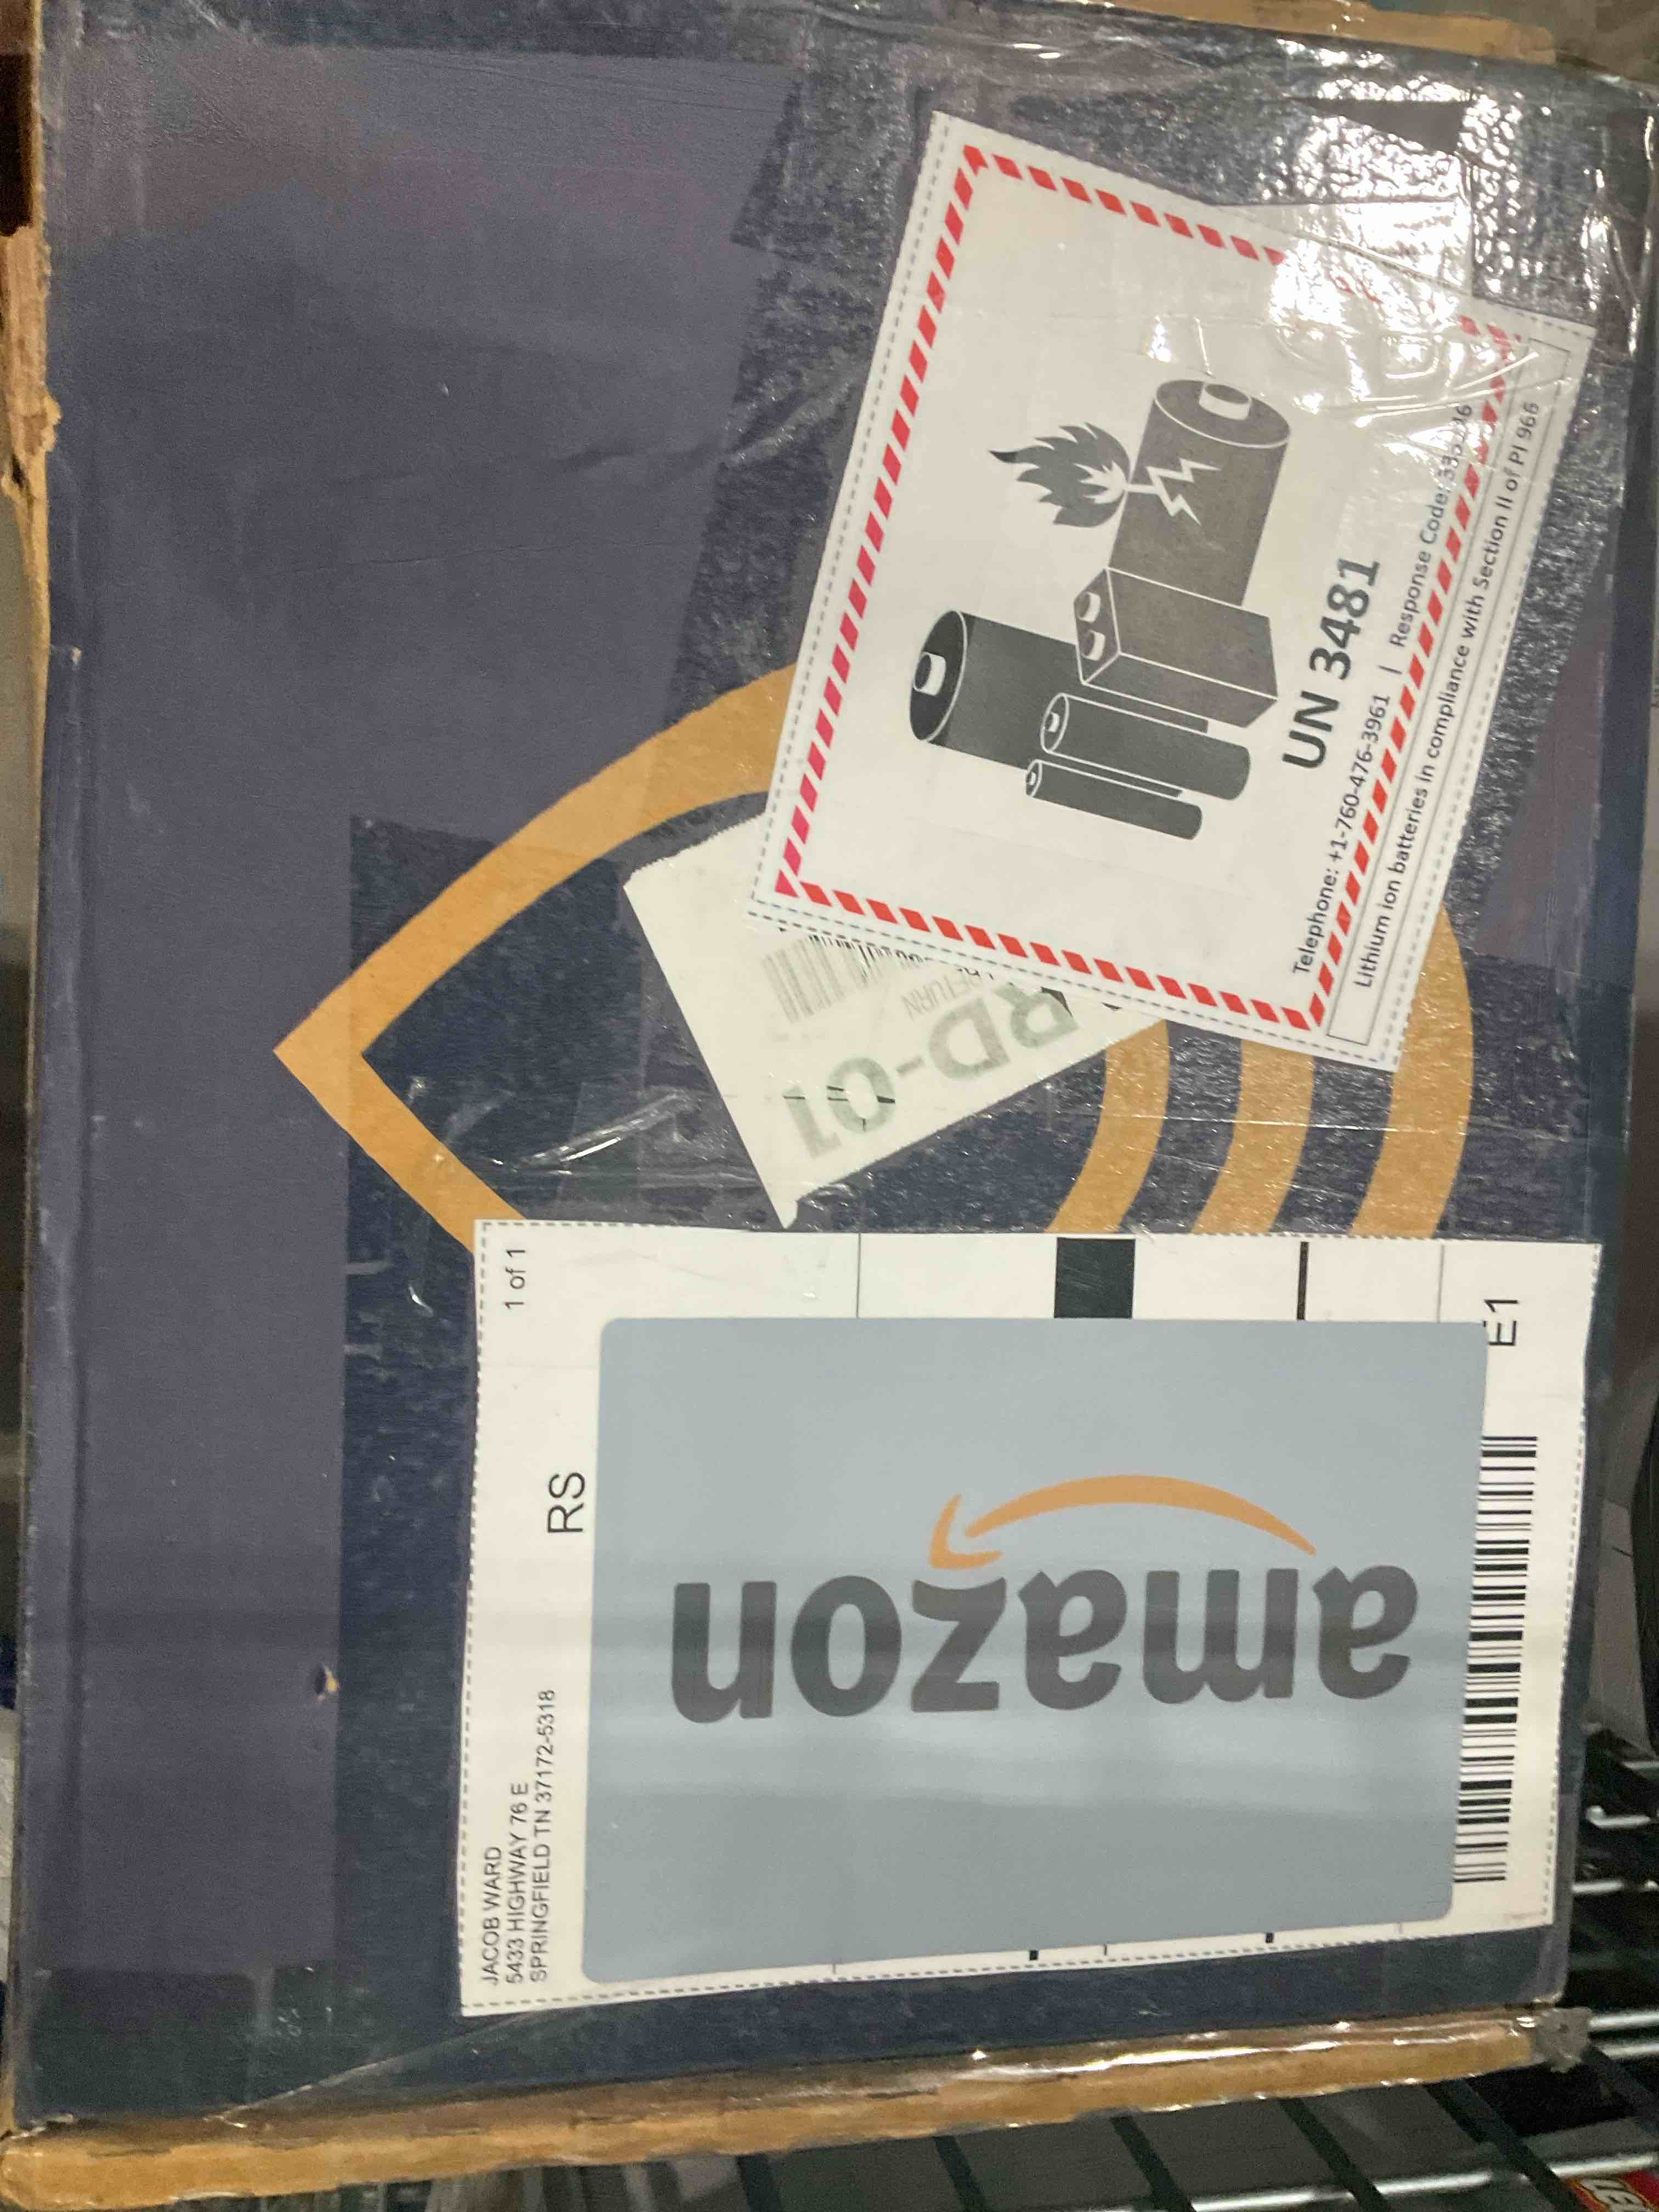 JACOB WARD
5433 HIGHWAY 76 E
SPRINGFIELD TN 37172-5318
1 of 1
RS
amazon
E1
RETURN
RD-01
UN 3481
Telephone: +1-760-476-3961 | Response Code:
Lithium ion batteries in compliance with Section II of PI 966